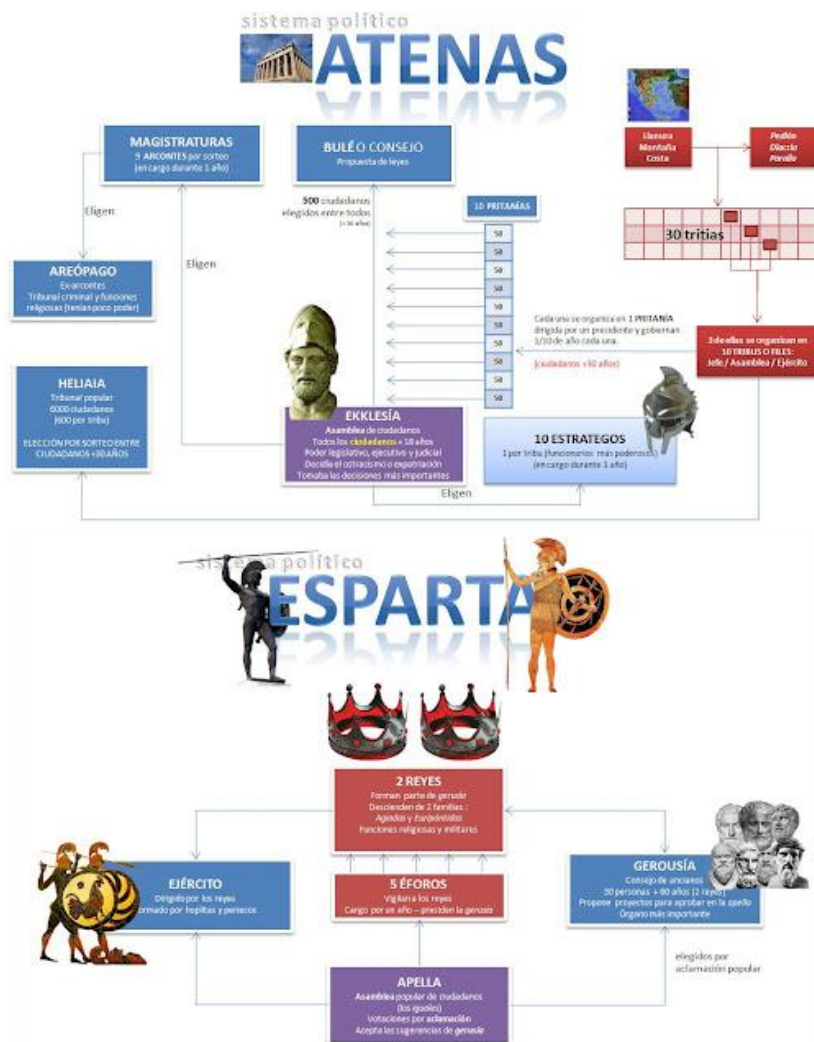 sistema político
ATENAS
MAGISTRATURAS
9 ARCONTES por sorteo
(en cargo durante 1 año)
Eligen
AREÓPAGO
Ex-arcontes
Tribunal criminal y funciones
religiosas (tenían poco poder)
HELIAIA
Tribunal popular
6000 ciudadanos
(600 por tribu)
ELECCIÓN POR SORTEO ENTRE
CIUDADANOS +30 AÑOS
BULÉ O CONSEJO
Propuesta de leyes
500 ciudadanos
elegidos entre todos
(+30 años)
Eligen
10 PRITANÍAS
50
50
50
50
50
50
50
50
50
50
Llanura
Montaña
Costa
Pedión
Diacria
Paralia
30 tritias
3 de ellas se organizan en
10 TRIBUS O FILES:
Jefe / Asamblea / Ejército
Cada una se organiza en 1 PRITANÍA
dirigida por un presidente y gobiernan
1/10 de año cada una.
(ciudadanos +30 años)
EKKLESÍA
Asamblea de ciudadanos
Todos los ciudadanos + 18 años
Poder legislativo, ejecutivo y judicial
Decidía el ostracismo o expatriación
Tomaba las decisiones más importantes
10 ESTRATEGOS
1 por tribu (funcionarios más poderosos)
(en cargo durante 1 año)
Eligen
sistema político
ESPARTA
2 REYES
Forman parte de gerusia
Descienden de 2 familias :
Agiadas y Euripóntidas
Funciones religiosas y militares
EJÉRCITO
Dirigido por los reyes
formado por hoplitas y periecos
5 ÉFOROS
Vigilan a los reyes
Cargo por un año – presiden la gerusia
GEROUSÍA
Consejo de ancianos
30 personas + 60 años (2 reyes)
Propone proyectos para aprobar en la apella
Órgano más importante
elegidos por
aclamación popular
APELLA
Asamblea popular de ciudadanos
(los iguales)
Votaciones por aclamación
Acepta las sugerencias de gerusia